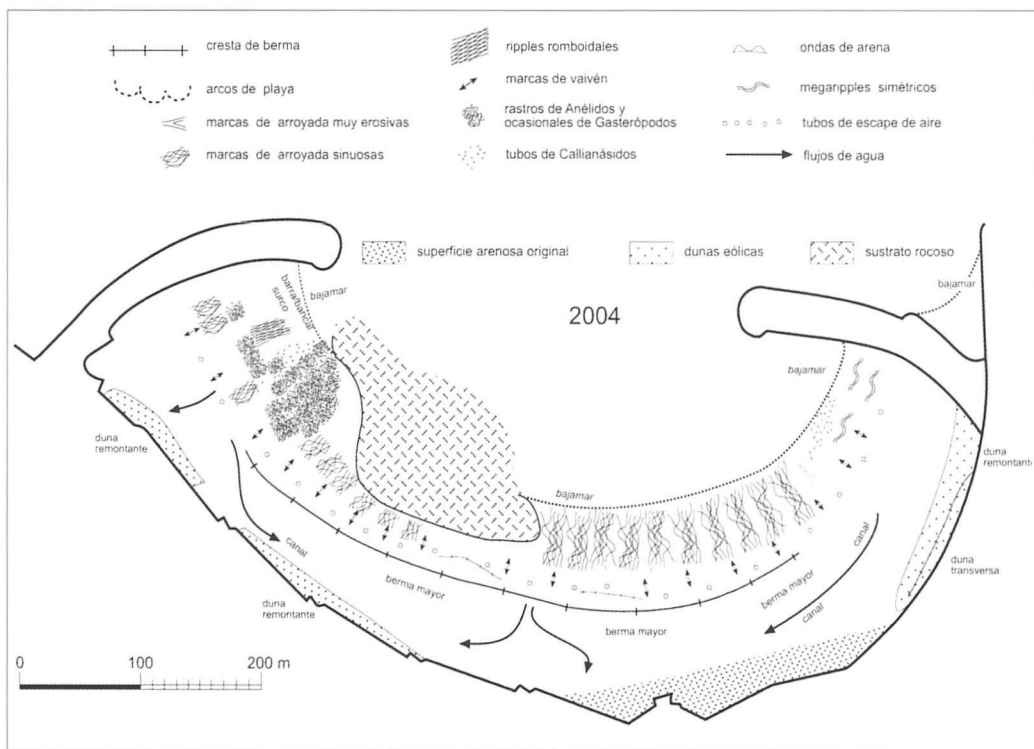 cresta de berma
arcos de playa
marcas de arroyada muy erosivas
marcas de arroyada sinuosas
ripples romboidales
marcas de vaivén
rastros de Anélidos y
ocasionales de Gasterópodos
tubos de Callianásidos
ondas de arena
megaripples simétricos
tubos de escape de aire
flujos de agua
superficie arenosa original
dunas eólicas
sustrato rocoso
2004
barra/bancal
surco
bajamar
bajamar
bajamar
bajamar
duna
remontante
canal
duna
remontante
berma mayor
berma mayor
berma mayor
canal
canal
duna
remontante
duna
transversa
0 100 200 m